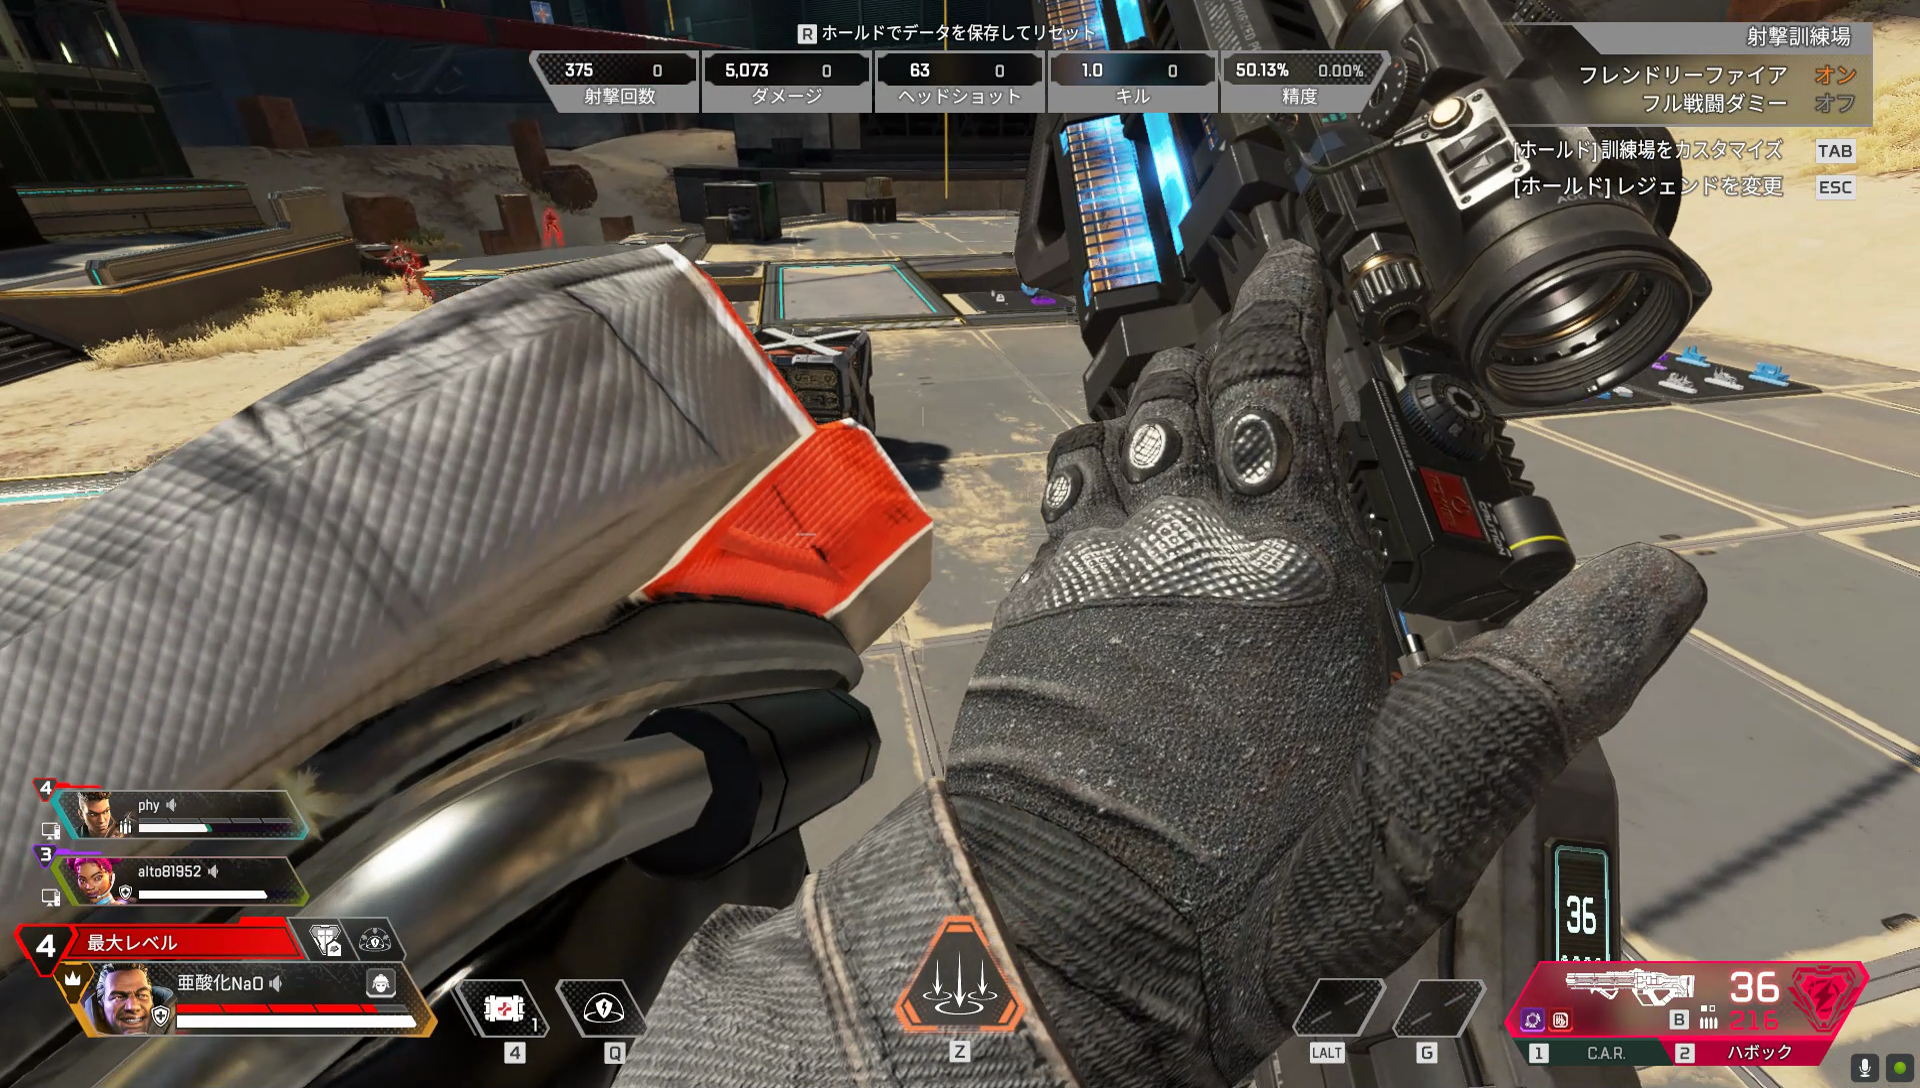 R ホールドでデータを保存してリセット
375 0
射撃回数
5,073 0
ダメージ
63 0
ヘッドショット
1.0 0
キル
50.13% 0.00%
精度
射撃訓練場
フレンドリーファイア オン
フル戦闘ダミー オフ
[ホールド]訓練場をカスタマイズ TAB
[ホールド]レジェンドを変更 ESC
4
phy
3
alto81952
4 最大レベル
亜酸化NaO
1
4
Q
Z
LALT
G
36
36
B 216
1 C.A.R.
2 ハボック